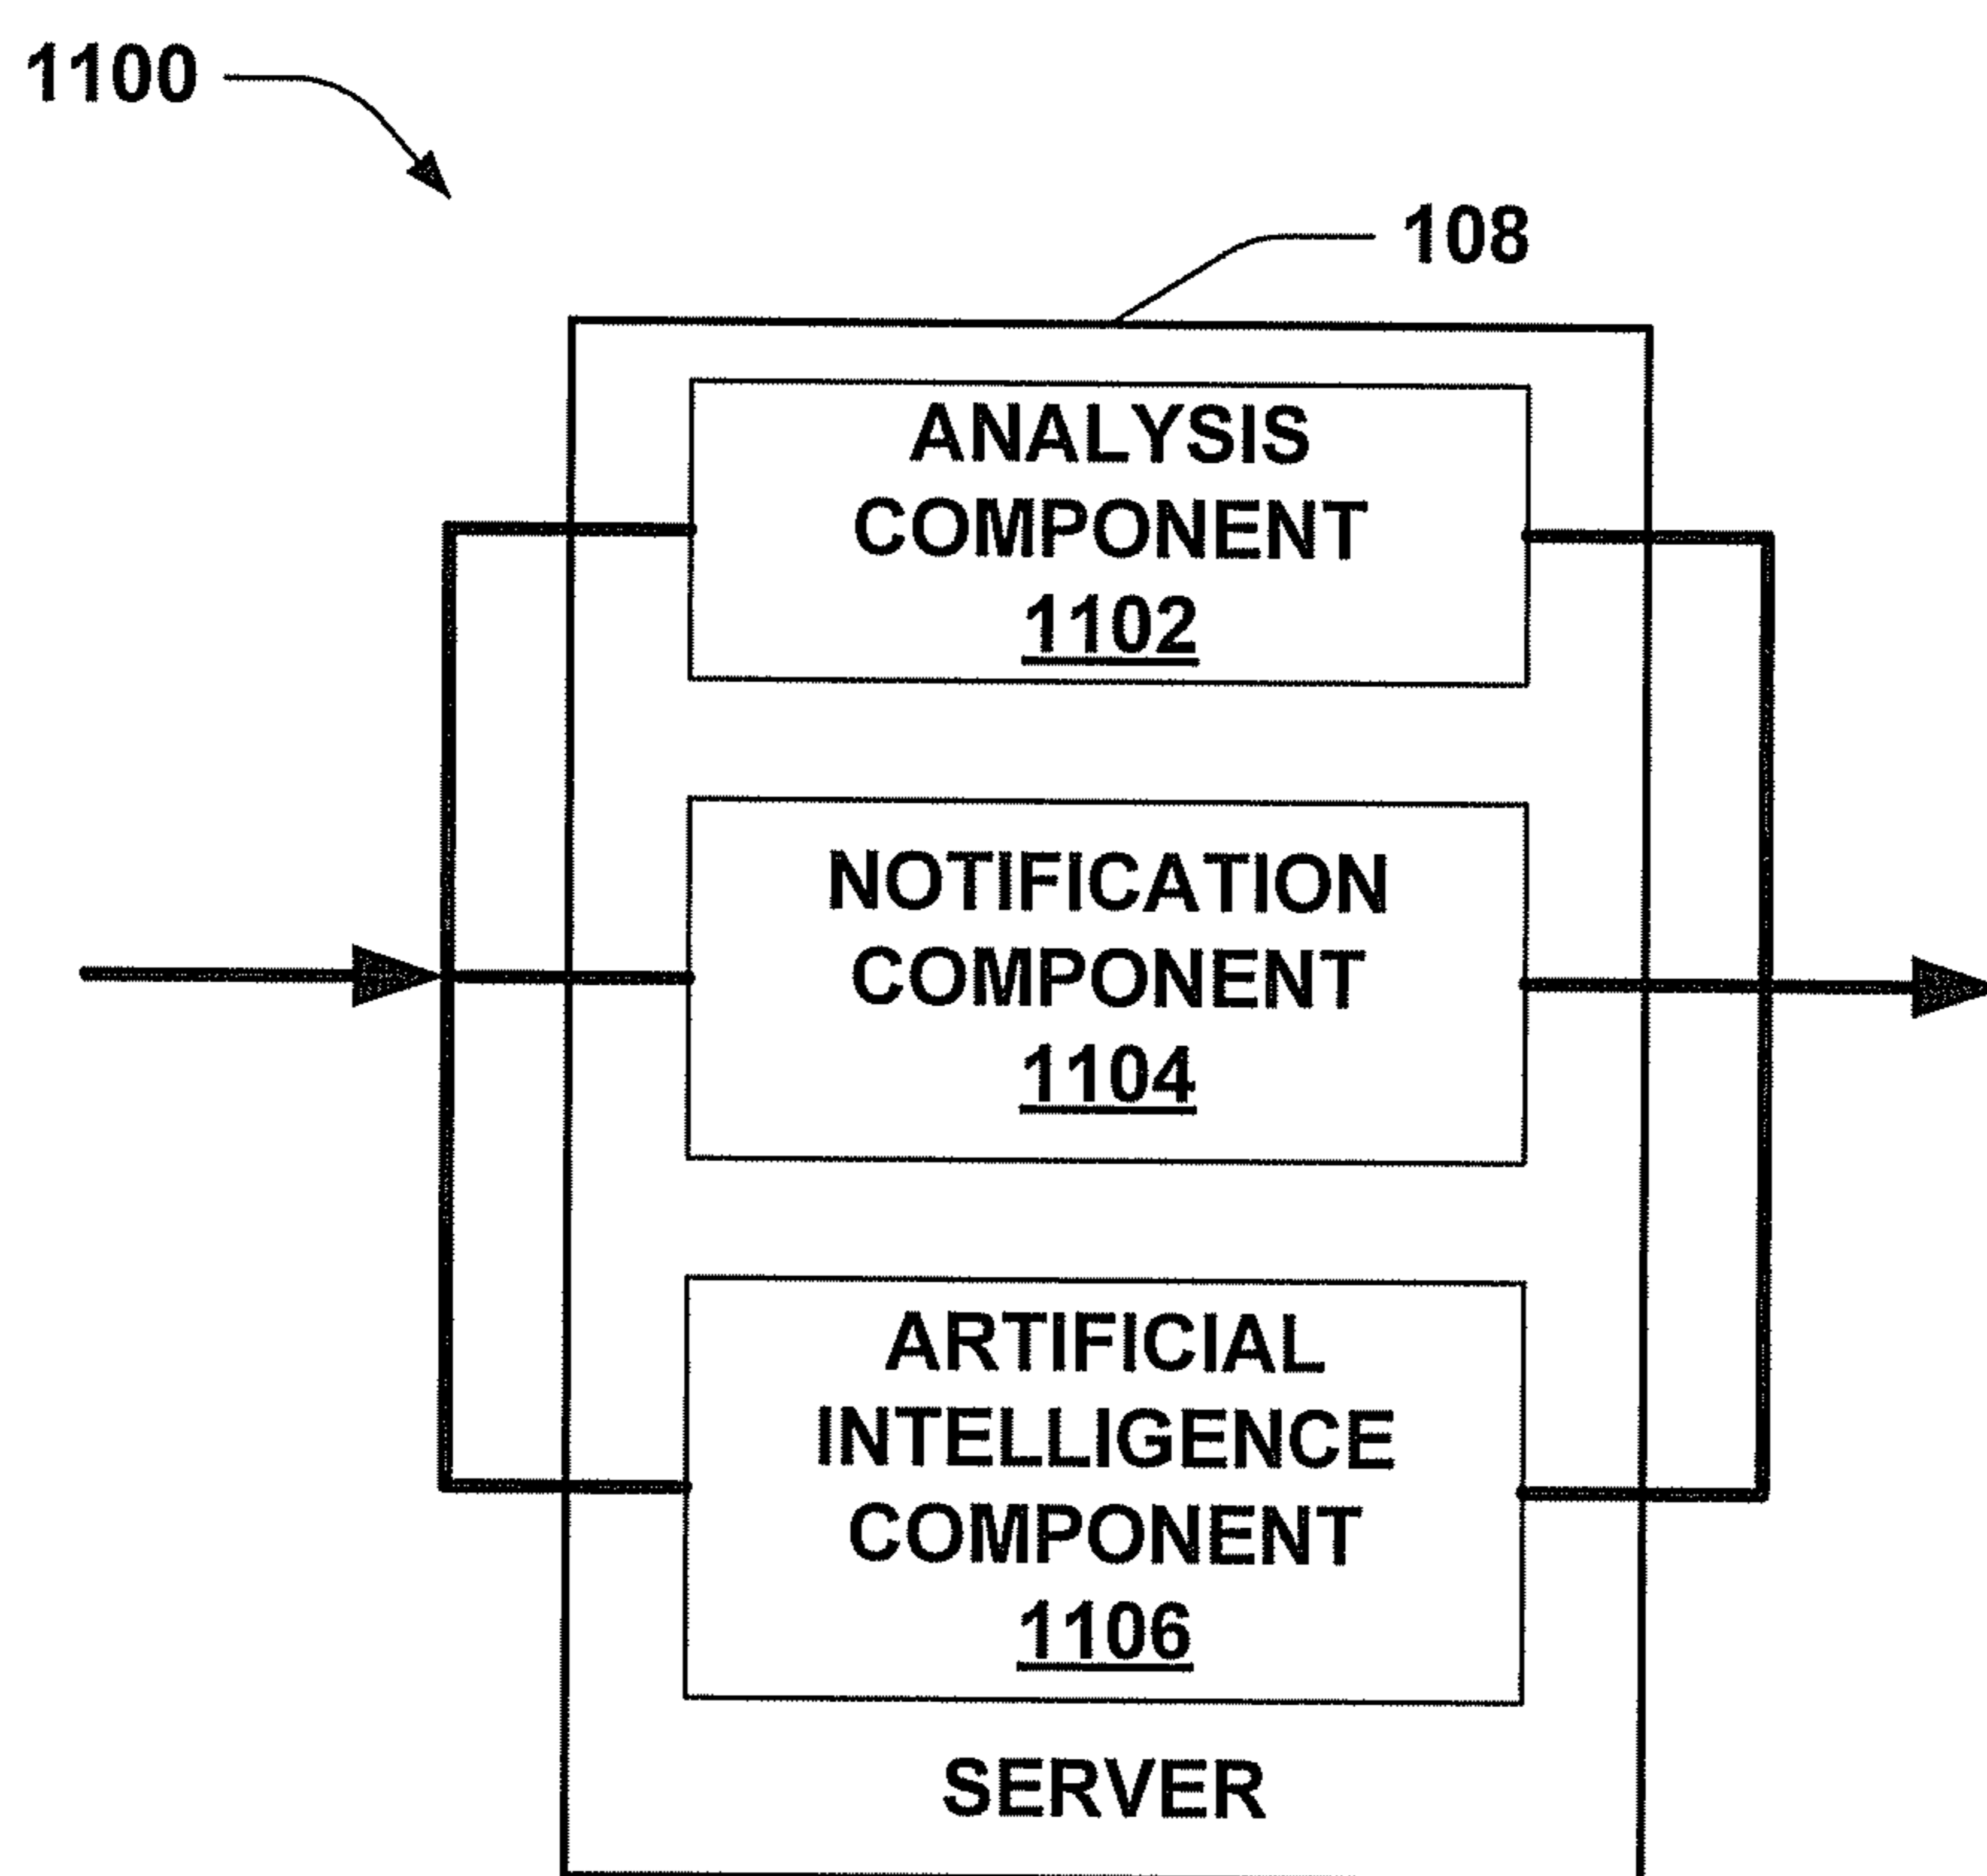 1100
108
ANALYSIS
COMPONENT
1102
NOTIFICATION
COMPONENT
1104
ARTIFICIAL
INTELLIGENCE
COMPONENT
1106
SERVER